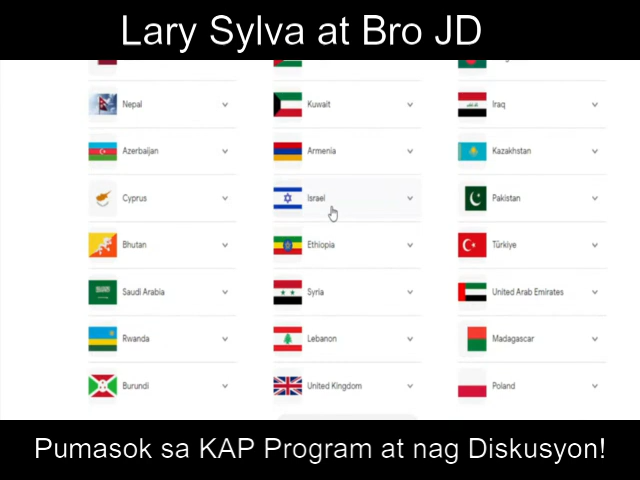 Lary Sylva at Bro JD
Nepal
Kuwait
Iraq
Azerbaijan
Armenia
Kazakhstan
Cyprus
Israel
Pakistan
Bhutan
Ethiopia
Türkiye
Saudi Arabia
Syria
United Arab Emirates
Rwanda
Lebanon
Madagascar
Burundi
United Kingdom
Poland
Pumasok sa KAP Program at nag Diskusyon!